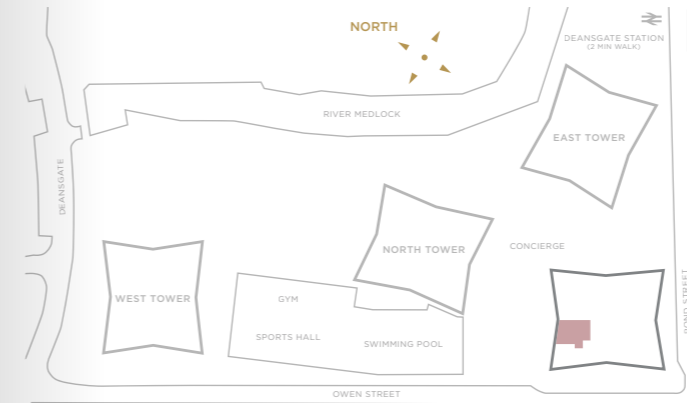 NORTH
DEANSGATE STATION
(2 MIN WALK)
RIVER MEDLOCK
EAST TOWER
DEANSGATE
NORTH TOWER
CONCIERGE
WEST TOWER
GYM
SPORTS HALL
SWIMMING POOL
STREET
OWEN STREET